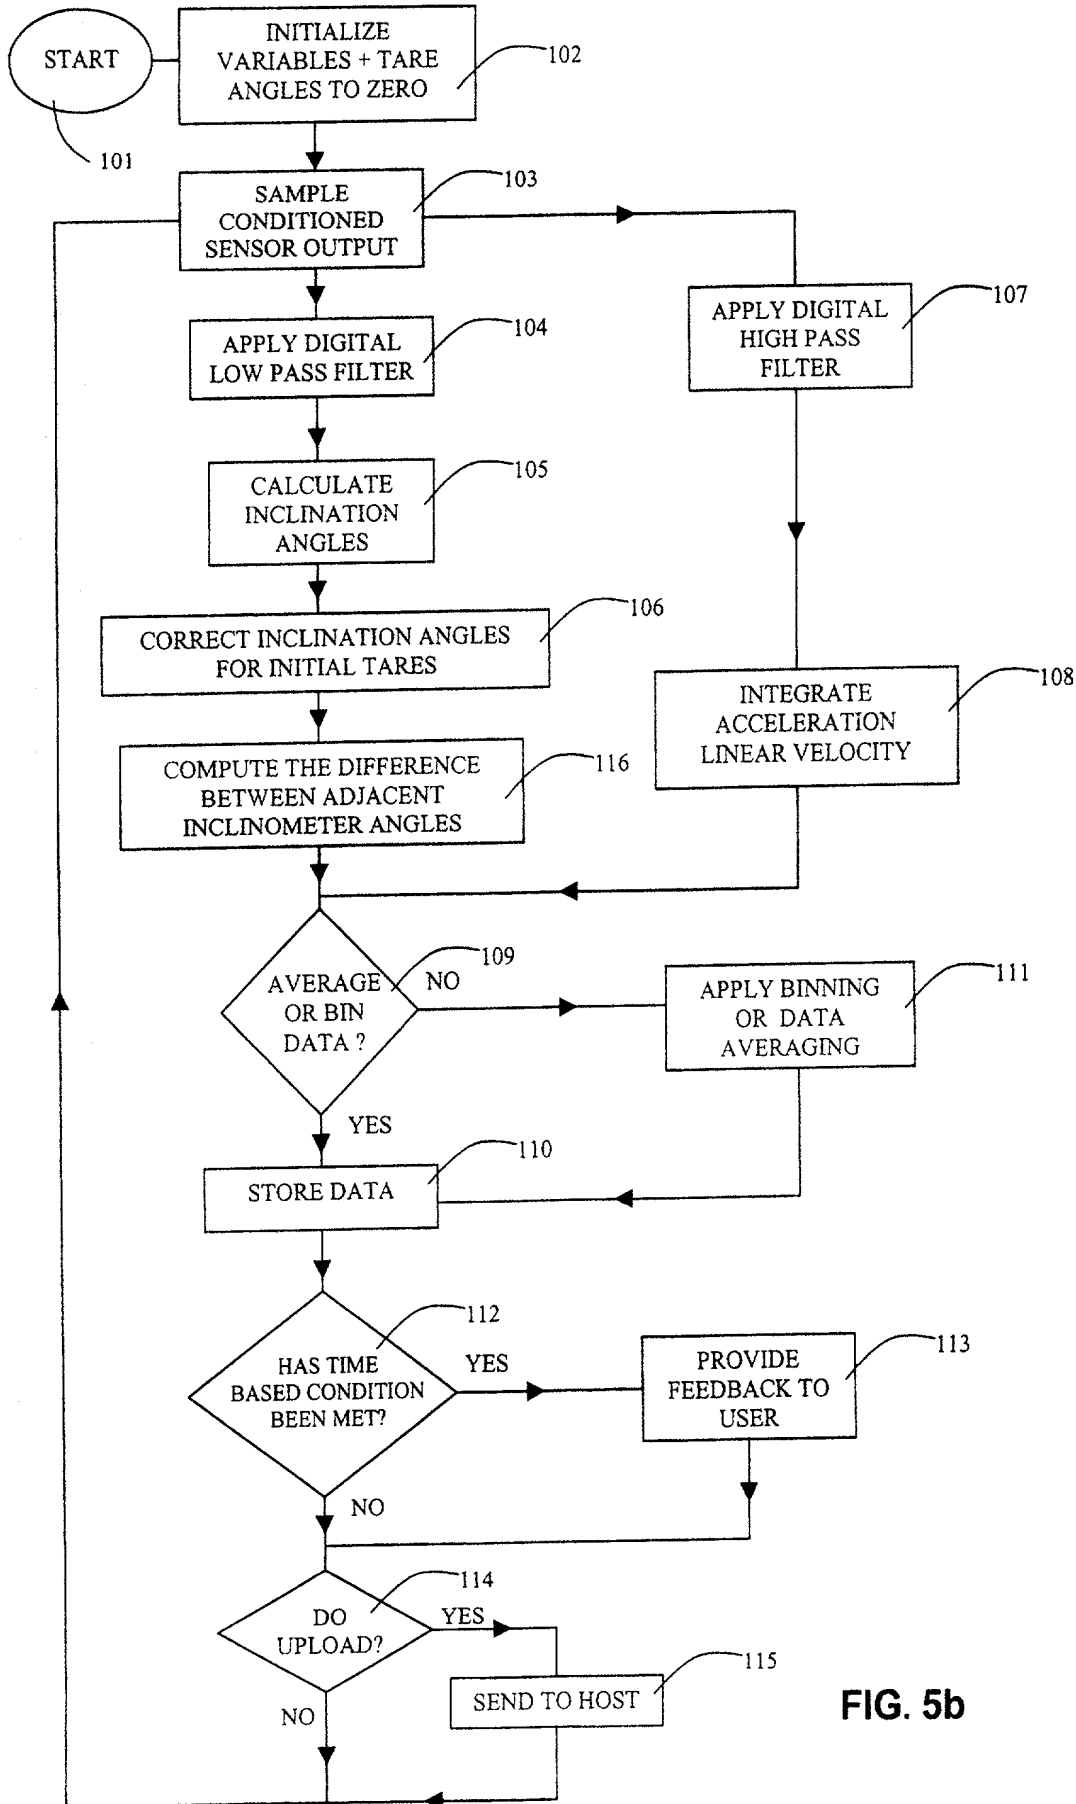 START
INITIALIZE
VARIABLES + TARE
ANGLES TO ZERO
102
101
SAMPLE
CONDITIONED
SENSOR OUTPUT
103
APPLY DIGITAL
LOW PASS FILTER
104
APPLY DIGITAL
HIGH PASS
FILTER
107
CALCULATE
INCLINATION
ANGLES
105
CORRECT INCLINATION ANGLES
FOR INITIAL TARES
106
INTEGRATE
ACCELERATION
LINEAR VELOCITY
108
COMPUTE THE DIFFERENCE
BETWEEN ADJACENT
INCLINOMETER ANGLES
116
AVERAGE
OR BIN
DATA ?
109
NO
APPLY BINNING
OR DATA
AVERAGING
111
YES
STORE DATA
110
HAS TIME
BASED CONDITION
BEEN MET?
112
YES
PROVIDE
FEEDBACK TO
USER
113
NO
DO
UPLOAD?
114
YES
SEND TO HOST
115
NO
FIG. 5b